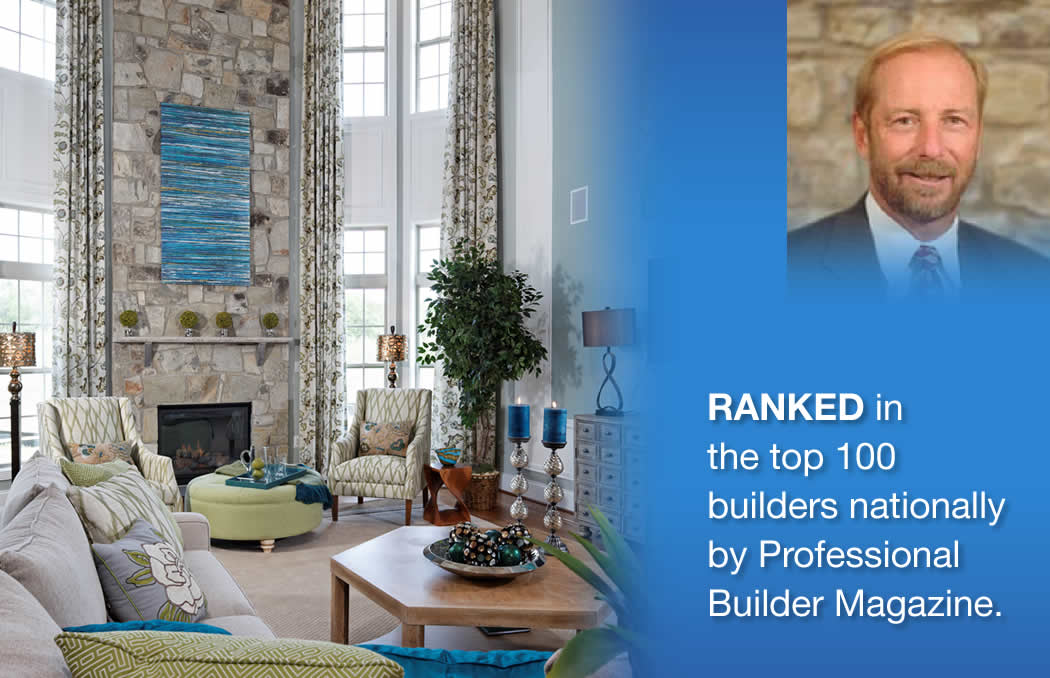 RANKED in
the top 100
builders nationally
by Professional
Builder Magazine.